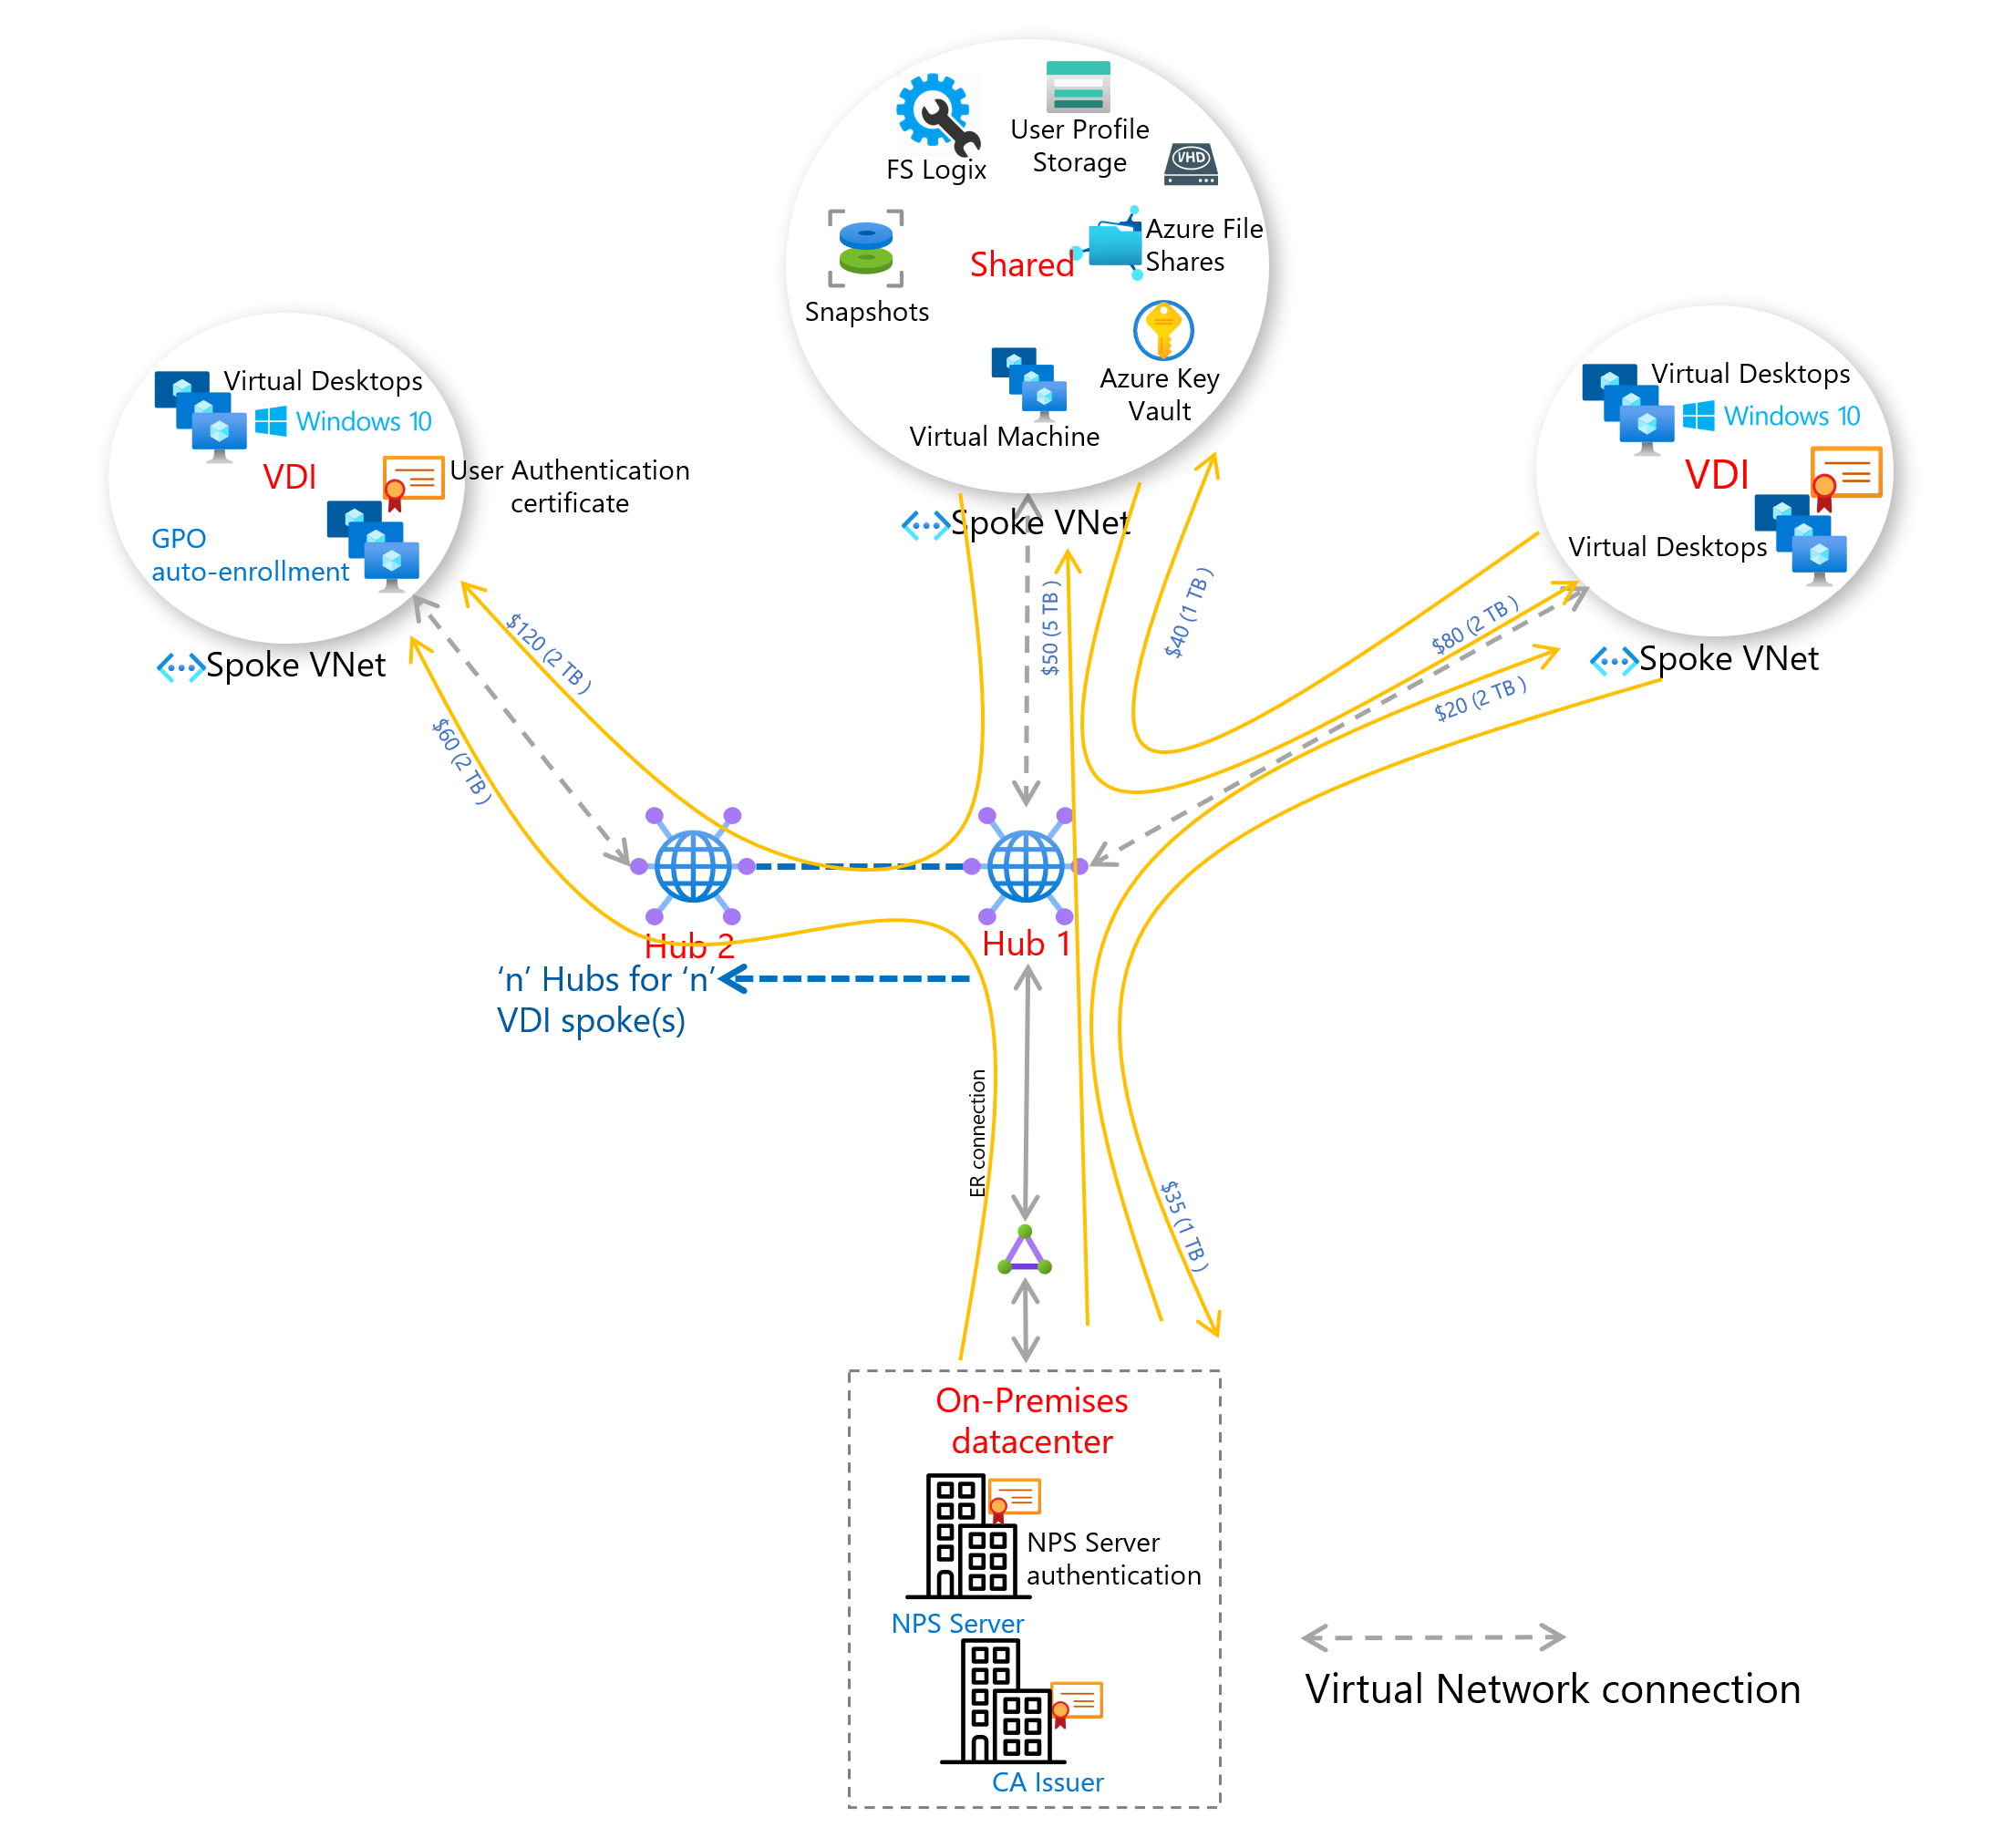 FS Logix
User Profile
Storage
VHD
Azure File
Shares
Shared
Snapshots
Azure Key
Vault
Virtual Machine
Spoke VNet
Virtual Desktops
Windows 10
VDI
User Authentication
certificate
GPO
auto-enrollment
Spoke VNet
Virtual Desktops
Windows 10
VDI
Virtual Desktops
Spoke VNet
$120 (2 TB )
$60 (2 TB )
$50 (5 TB )
$40 (1 TB )
$80 (2 TB )
$20 (2 TB )
Hub 2
Hub 1
‘n’ Hubs for ‘n’
VDI spoke(s)
ER connection
$35 (1 TB )
On-Premises
datacenter
NPS Server
authentication
NPS Server
CA Issuer
Virtual Network connection